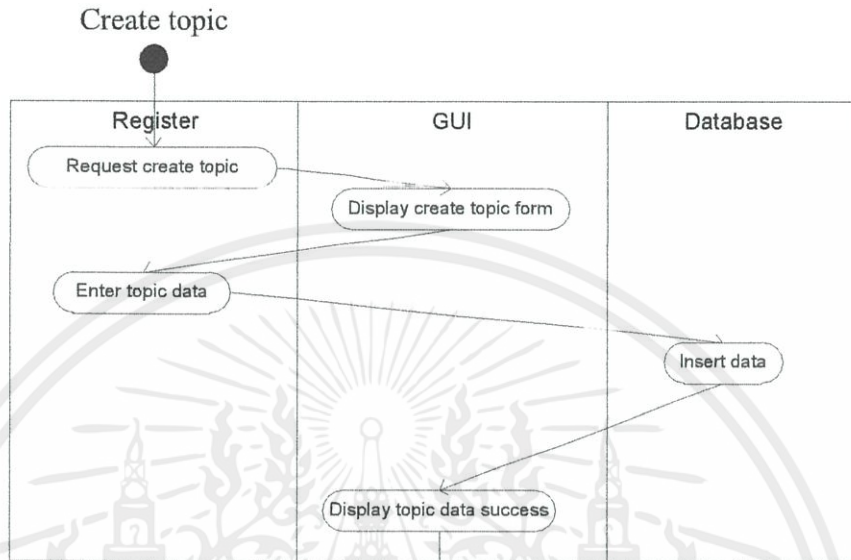 Create topic
Register
GUI
Database
Request create topic
Display create topic form
Enter topic data
Insert data
Display topic data success